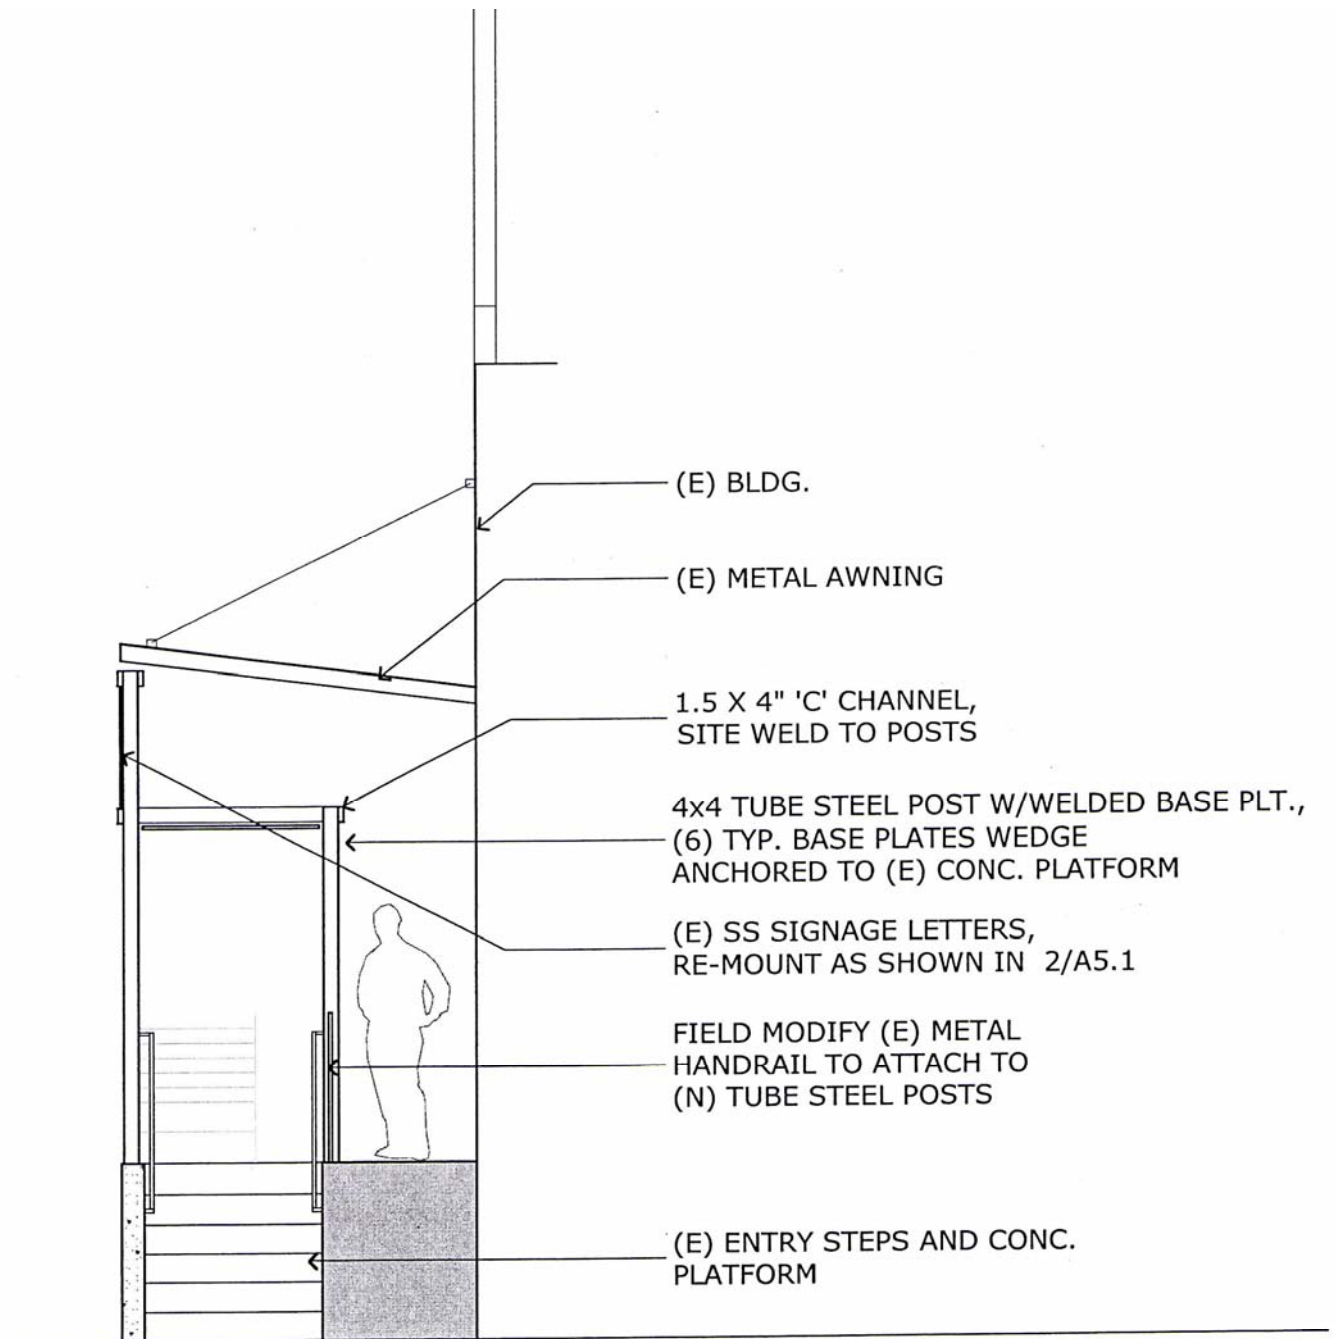 (E) BLDG.
(E) METAL AWNING
1.5 X 4" 'C' CHANNEL,
SITE WELD TO POSTS
4x4 TUBE STEEL POST W/WELDED BASE PLT.,
(6) TYP. BASE PLATES WEDGE
ANCHORED TO (E) CONC. PLATFORM
(E) SS SIGNAGE LETTERS,
RE-MOUNT AS SHOWN IN 2/A5.1
FIELD MODIFY (E) METAL
HANDRAIL TO ATTACH TO
(N) TUBE STEEL POSTS
(E) ENTRY STEPS AND CONC.
PLATFORM